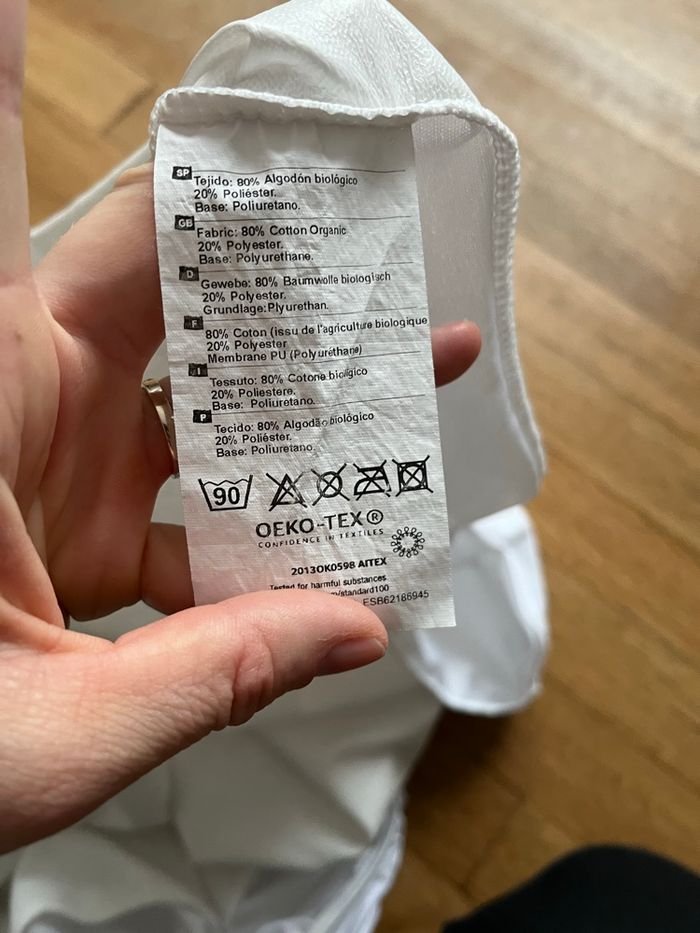 SP
Tejido: 80% Algodón biológico
20% Poliéster.
Base: Poliuretano.
GB
Fabric: 80% Cotton Organic
20% Polyester.
Base: Polyurethane.
D
Gewebe: 80% Baumwolle biologisch
20% Polyester.
Grundlage: Plyurethan.
F
80% Coton (issu de l'agriculture biologique
20% Polyester
Membrane PU (Polyuréthane)
I
Tessuto: 80% Cotone biológico
20% Poliestere.
Base: Poliuretano.
P
Tecido: 80% Algodão biológico
20% Poliéster.
Base: Poliuretano.
90
OEKO-TEX®
CONFIDENCE IN TEXTILES
2013OK0598 AITEX
Tested for harmful substances
/standard100
ESB62186945